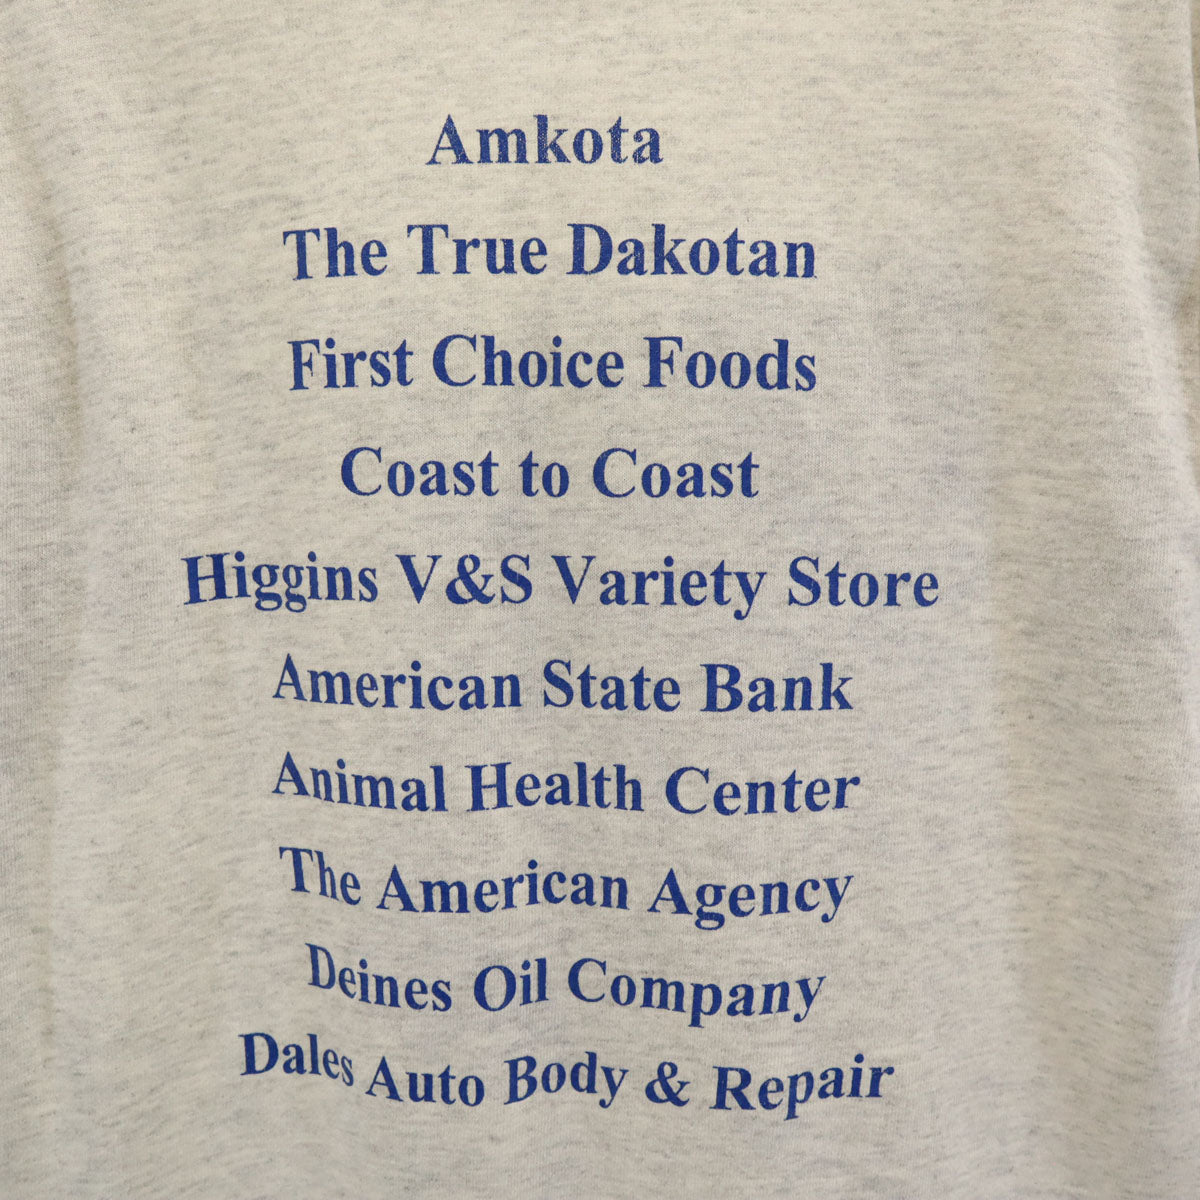 Amkota
The True Dakotan
First Choice Foods
Coast to Coast
Higgins V&S Variety Store
American State Bank
Animal Health Center
The American Agency
Deines Oil Company
Dales Auto Body & Repair